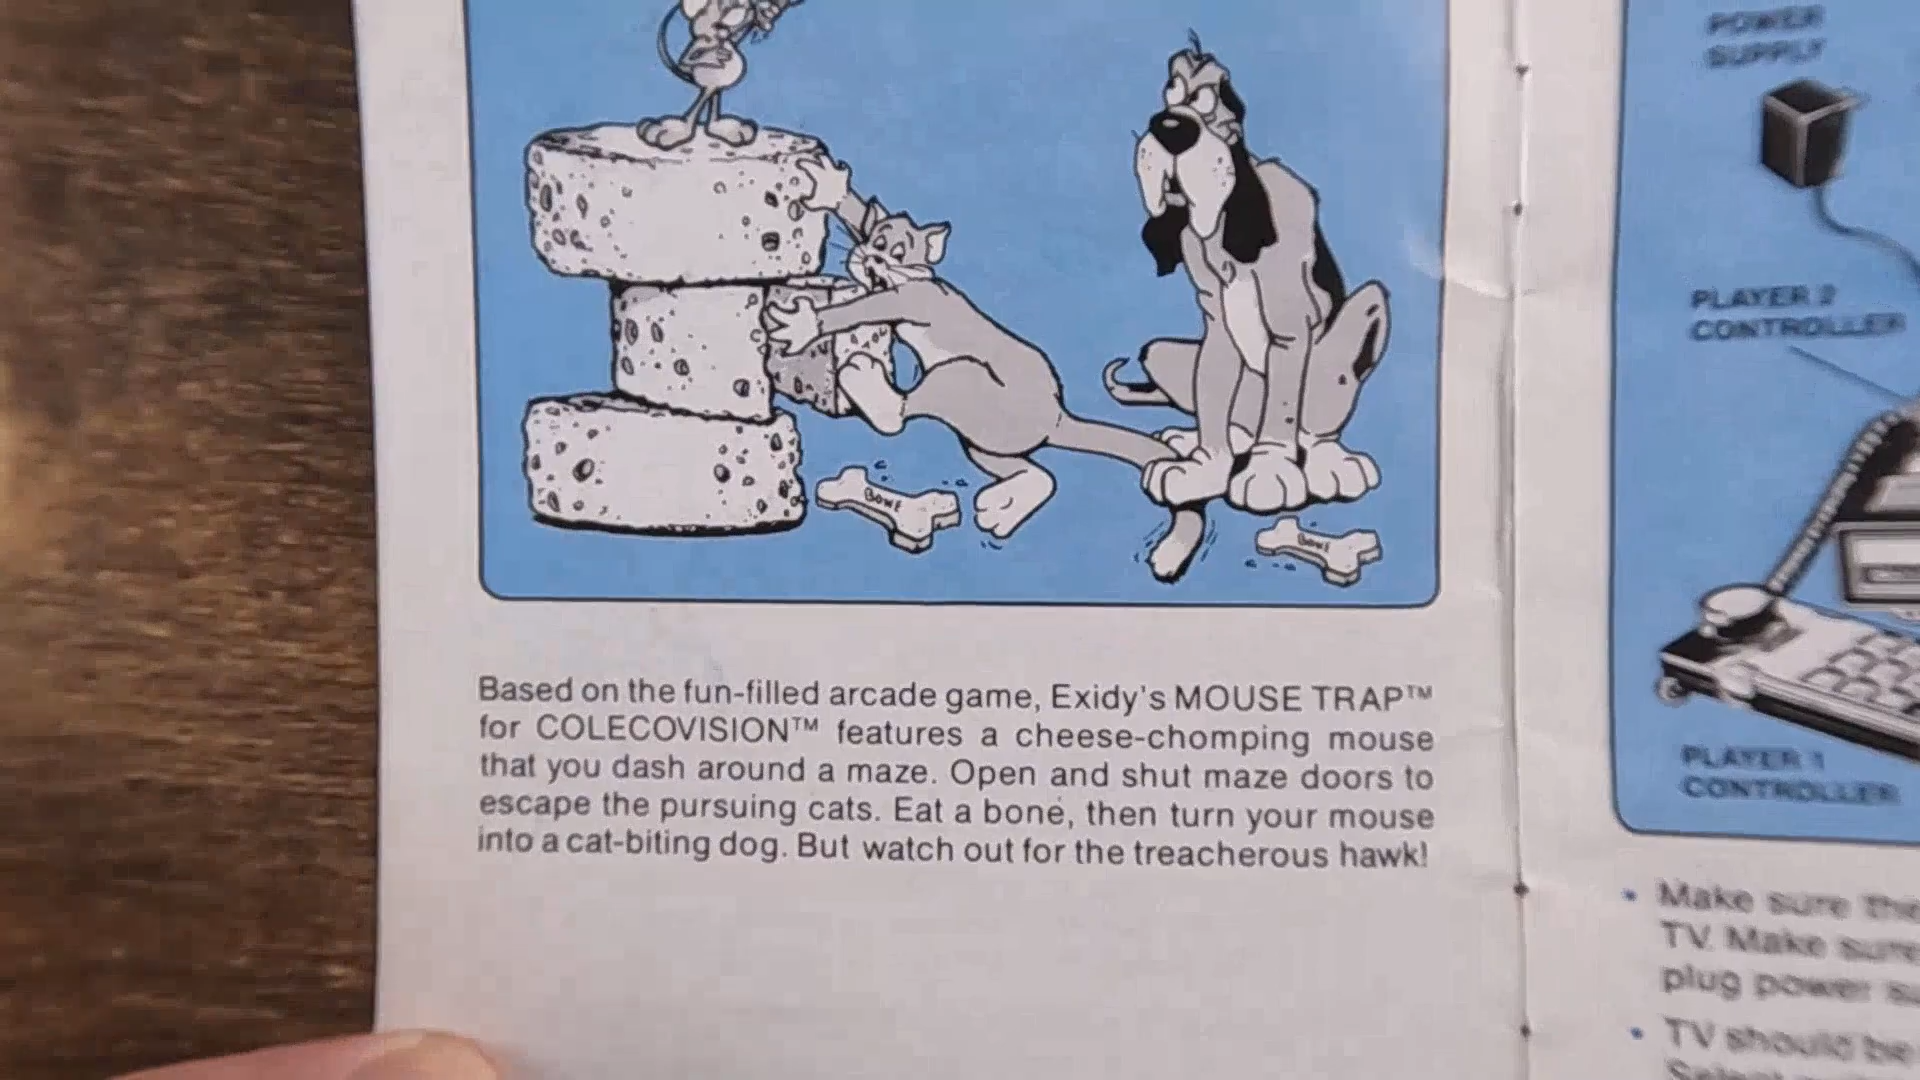 BONE
BONE
Based on the fun-filled arcade game, Exidy's MOUSE TRAP™
for COLECOVISION™ features a cheese-chomping mouse
that you dash around a maze. Open and shut maze doors to
escape the pursuing cats. Eat a bone, then turn your mouse
into a cat-biting dog. But watch out for the treacherous hawk!
POWER
SUPPLY
PLAYER 2
CONTROLLER
PLAYER 1
CONTROLLER
• Make sure the
TV. Make sure
plug power su
• TV should be